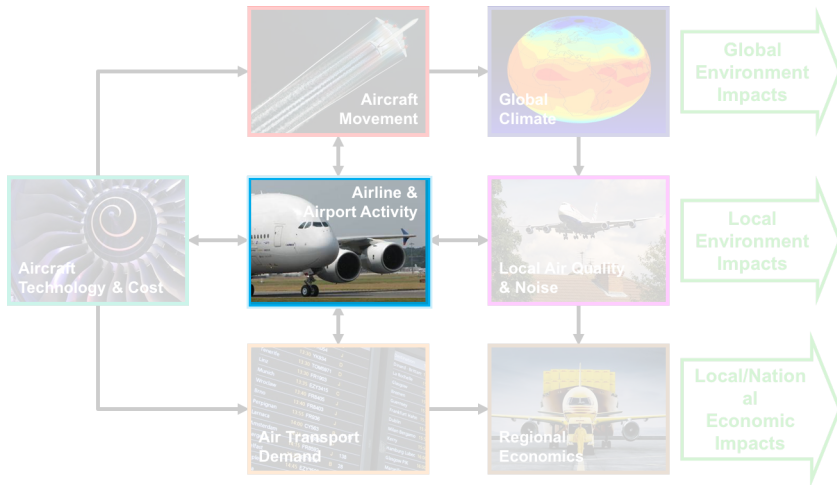 Aircraft
Movement
Global
Climate
Global
Environment
Impacts
Aircraft
Technology & Cost
Airline &
Airport Activity
Local Air Quality
& Noise
Local
Environment
Impacts
Air Transport
Demand
Regional
Economics
Local/Nation
al
Economic
Impacts